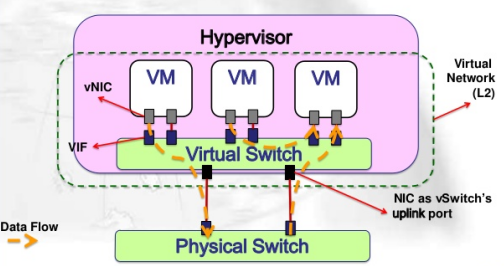 Hypervisor
VM
VM
VM
Virtual
Network
(L2)
vNIC
VIF
Virtual Switch
NIC as vSwitch's
uplink port
Data Flow
Physical Switch